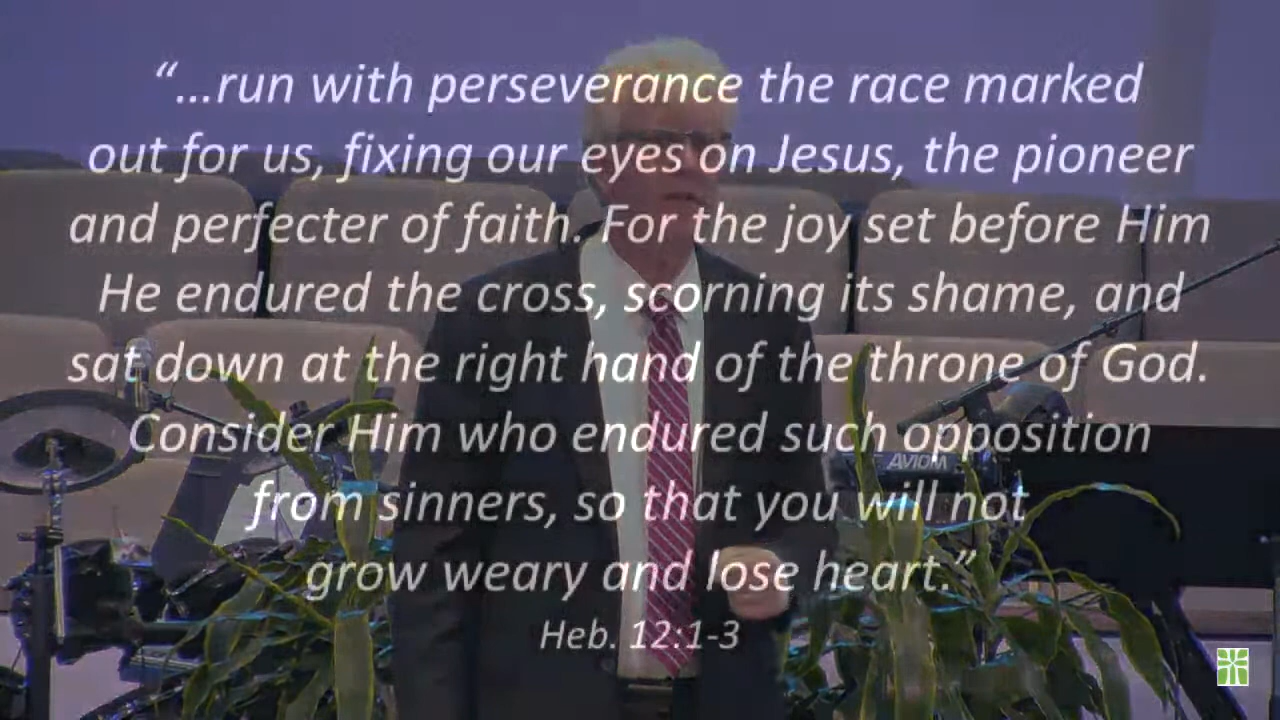 “...run with perseverance the race marked
out for us, fixing our eyes on Jesus, the pioneer
and perfecter of faith. For the joy set before Him
He endured the cross, scorning its shame, and
sat down at the right hand of the throne of God.
Consider Him who endured such opposition
from sinners, so that you will not
grow weary and lose heart.”
Heb. 12:1-3
AVIOM